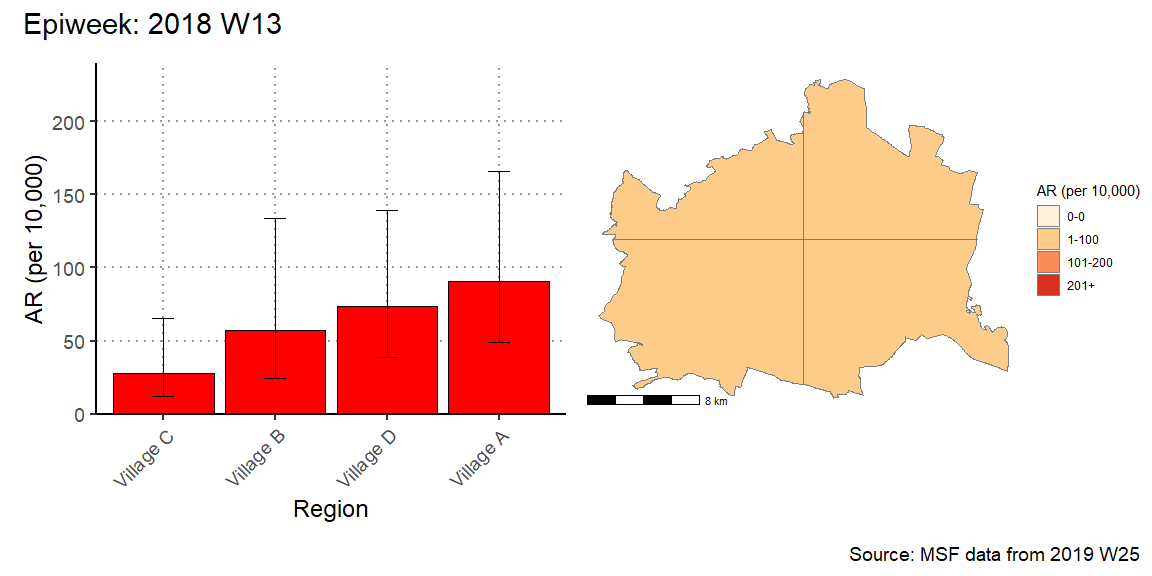 Epiweek: 2018 W13
AR (per 10,000)
200
150
100
50
0
Village C
Village B
Village D
Village A
Region
8 km
AR (per 10,000)
0-0
1-100
101-200
201+
Source: MSF data from 2019 W25